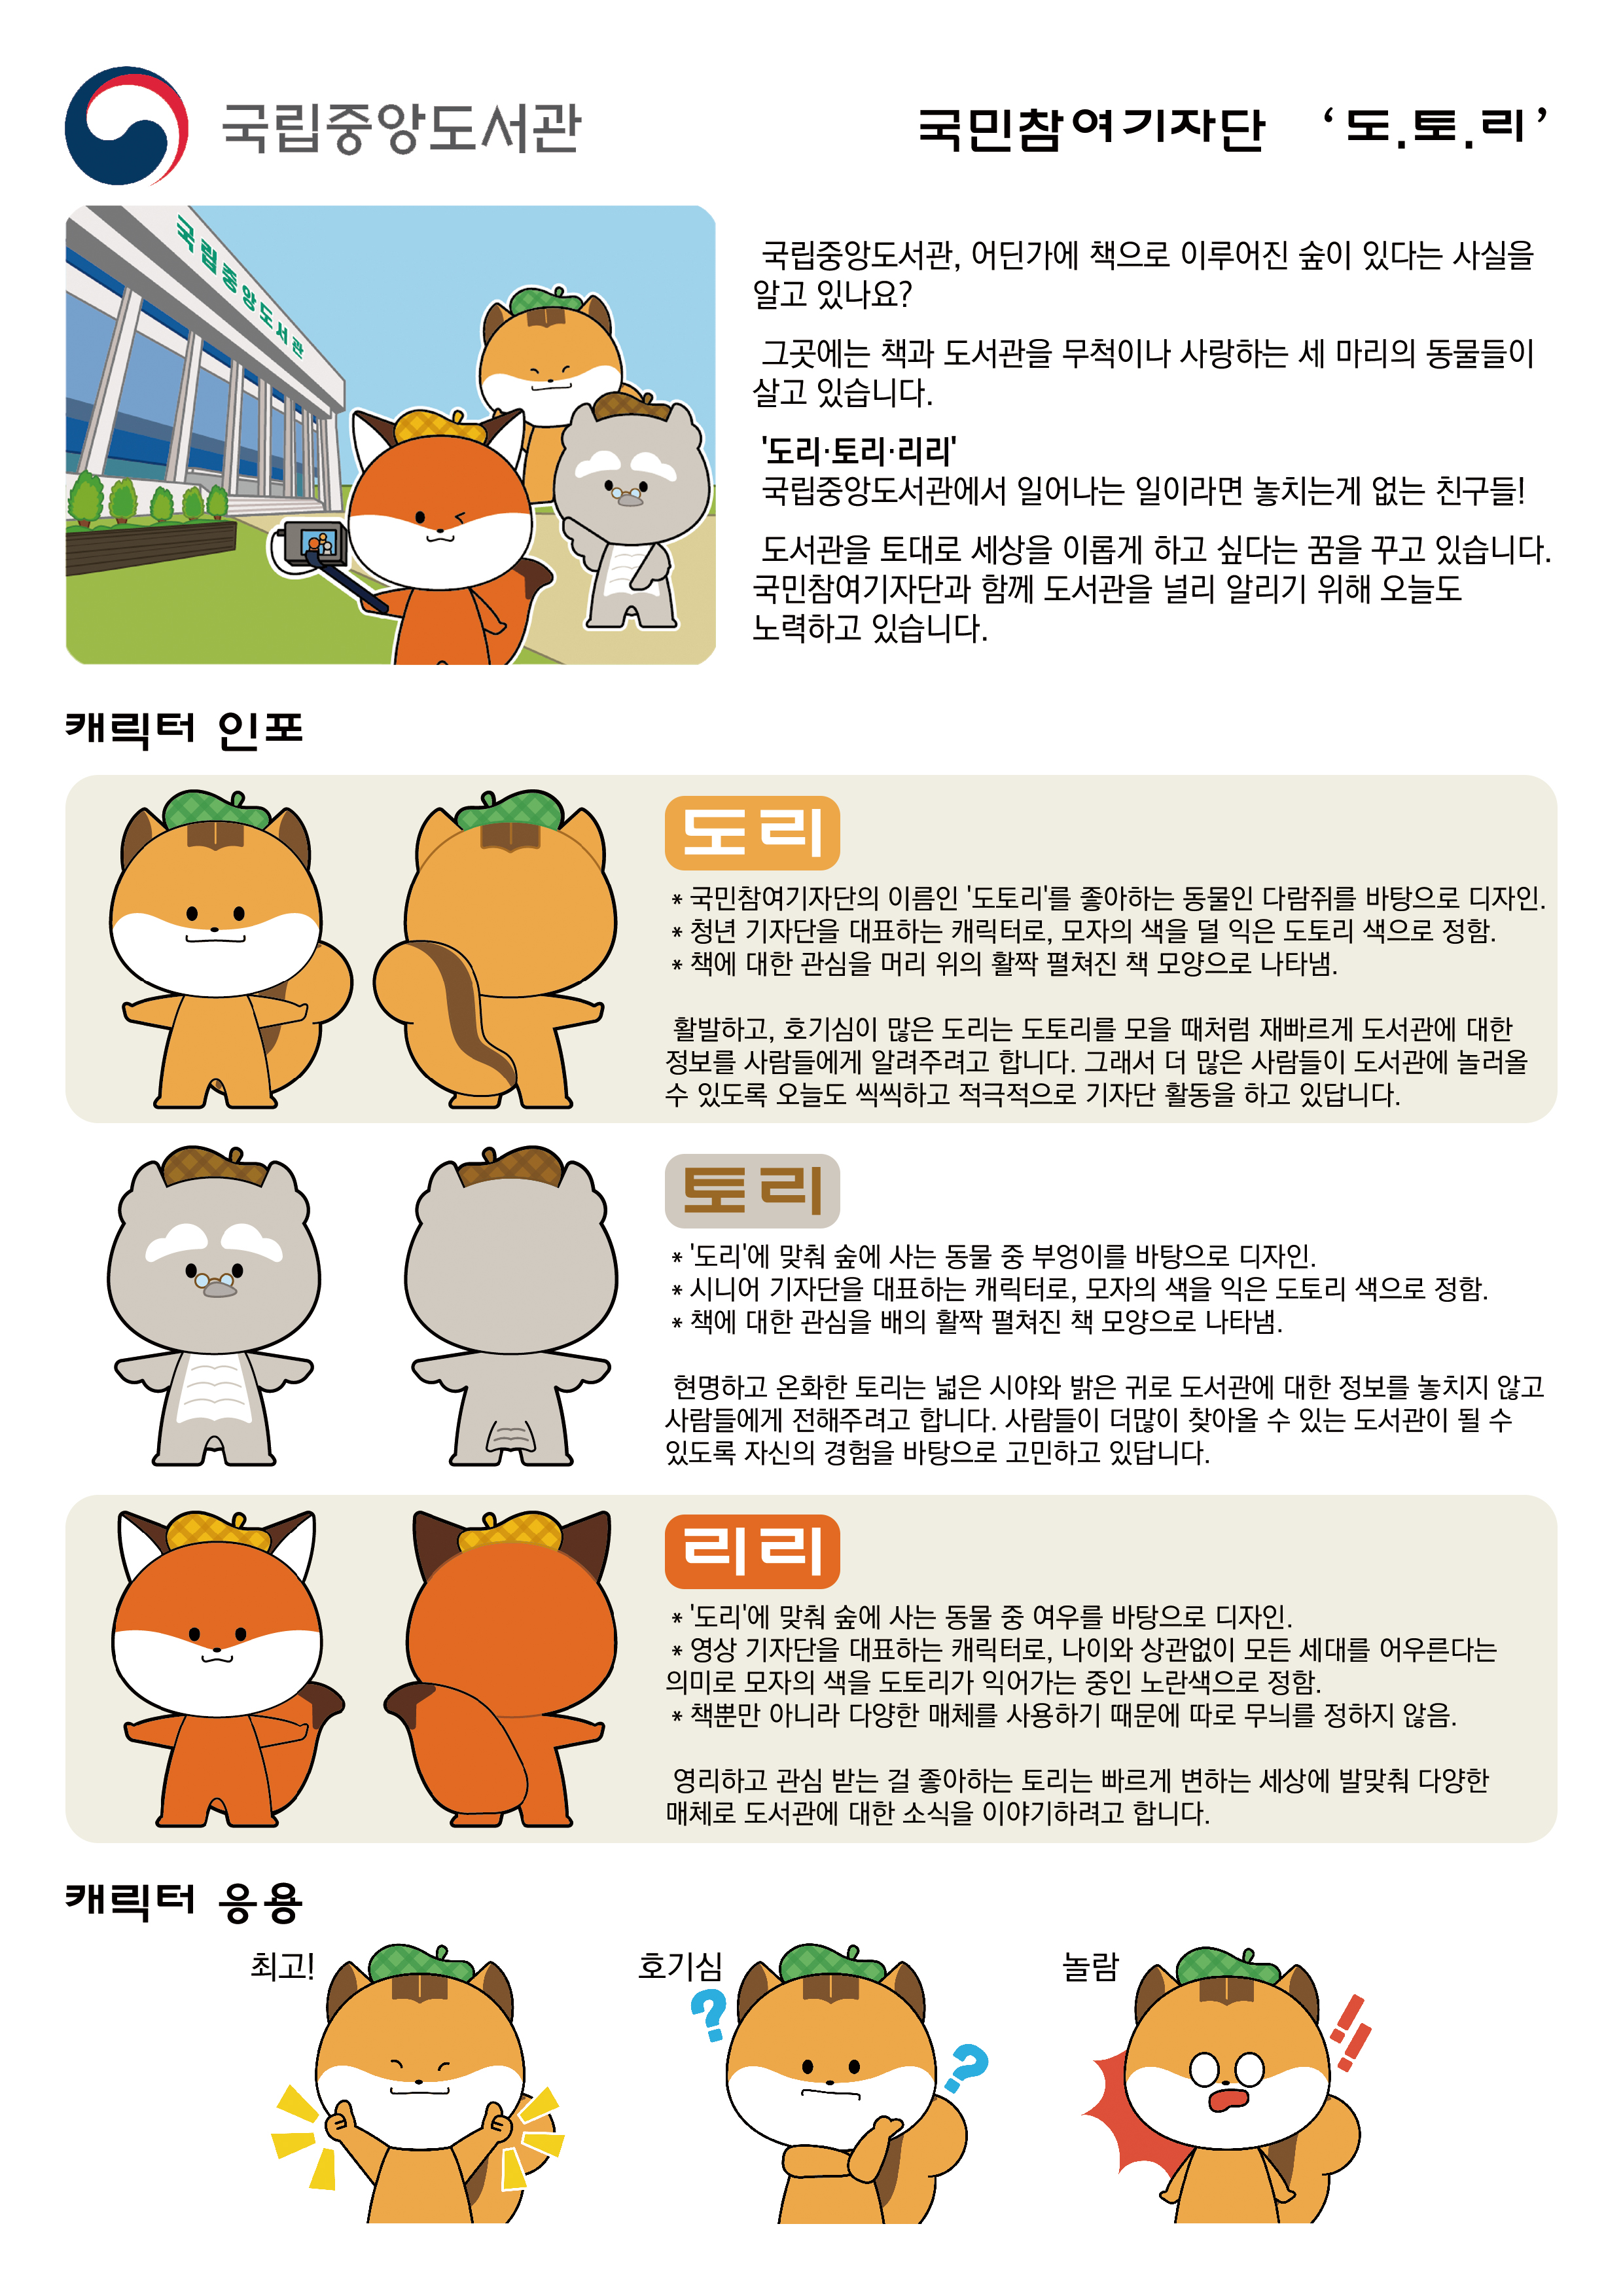 국립중앙도서관
국민참여기자단 ‘도.토.리’
국립중앙도서관
국립중앙도서관, 어딘가에 책으로 이루어진 숲이 있다는 사실을
알고 있나요?
그곳에는 책과 도서관을 무척이나 사랑하는 세 마리의 동물들이
살고 있습니다.
'도리·토리·리리'
국립중앙도서관에서 일어나는 일이라면 놓치는게 없는 친구들!
도서관을 토대로 세상을 이롭게 하고 싶다는 꿈을 꾸고 있습니다.
국민참여기자단과 함께 도서관을 널리 알리기 위해 오늘도
노력하고 있습니다.
캐릭터 인포
도리
* 국민참여기자단의 이름인 '도토리'를 좋아하는 동물인 다람쥐를 바탕으로 디자인.
* 청년 기자단을 대표하는 캐릭터로, 모자의 색을 덜 익은 도토리 색으로 정함.
* 책에 대한 관심을 머리 위의 활짝 펼쳐진 책 모양으로 나타냄.
활발하고, 호기심이 많은 도리는 도토리를 모을 때처럼 재빠르게 도서관에 대한
정보를 사람들에게 알려주려고 합니다. 그래서 더 많은 사람들이 도서관에 놀러올
수 있도록 오늘도 씩씩하고 적극적으로 기자단 활동을 하고 있답니다.
토리
* '도리'에 맞춰 숲에 사는 동물 중 부엉이를 바탕으로 디자인.
* 시니어 기자단을 대표하는 캐릭터로, 모자의 색을 익은 도토리 색으로 정함.
* 책에 대한 관심을 배의 활짝 펼쳐진 책 모양으로 나타냄.
현명하고 온화한 토리는 넓은 시야와 밝은 귀로 도서관에 대한 정보를 놓치지 않고
사람들에게 전해주려고 합니다. 사람들이 더많이 찾아올 수 있는 도서관이 될 수
있도록 자신의 경험을 바탕으로 고민하고 있답니다.
리리
* '도리'에 맞춰 숲에 사는 동물 중 여우를 바탕으로 디자인.
* 영상 기자단을 대표하는 캐릭터로, 나이와 상관없이 모든 세대를 어우른다는
의미로 모자의 색을 도토리가 익어가는 중인 노란색으로 정함.
* 책뿐만 아니라 다양한 매체를 사용하기 때문에 따로 무늬를 정하지 않음.
영리하고 관심 받는 걸 좋아하는 토리는 빠르게 변하는 세상에 발맞춰 다양한
매체로 도서관에 대한 소식을 이야기하려고 합니다.
캐릭터 응용
최고!
호기심
? ?
놀람
!!